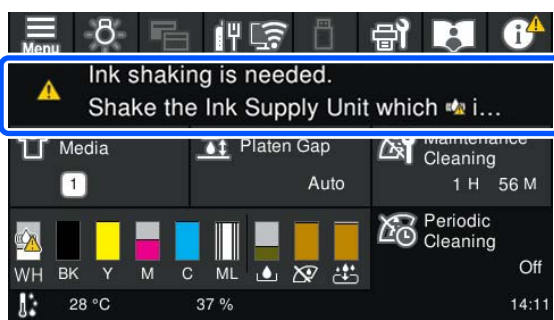 Menu
Ink shaking is needed.
Shake the Ink Supply Unit which i…
Media
1
Platen Gap
Auto
Maintenance
Cleaning
1 H 56 M
WH BK Y M C ML
Periodic
Cleaning
Off
28 °C 37 % 14:11